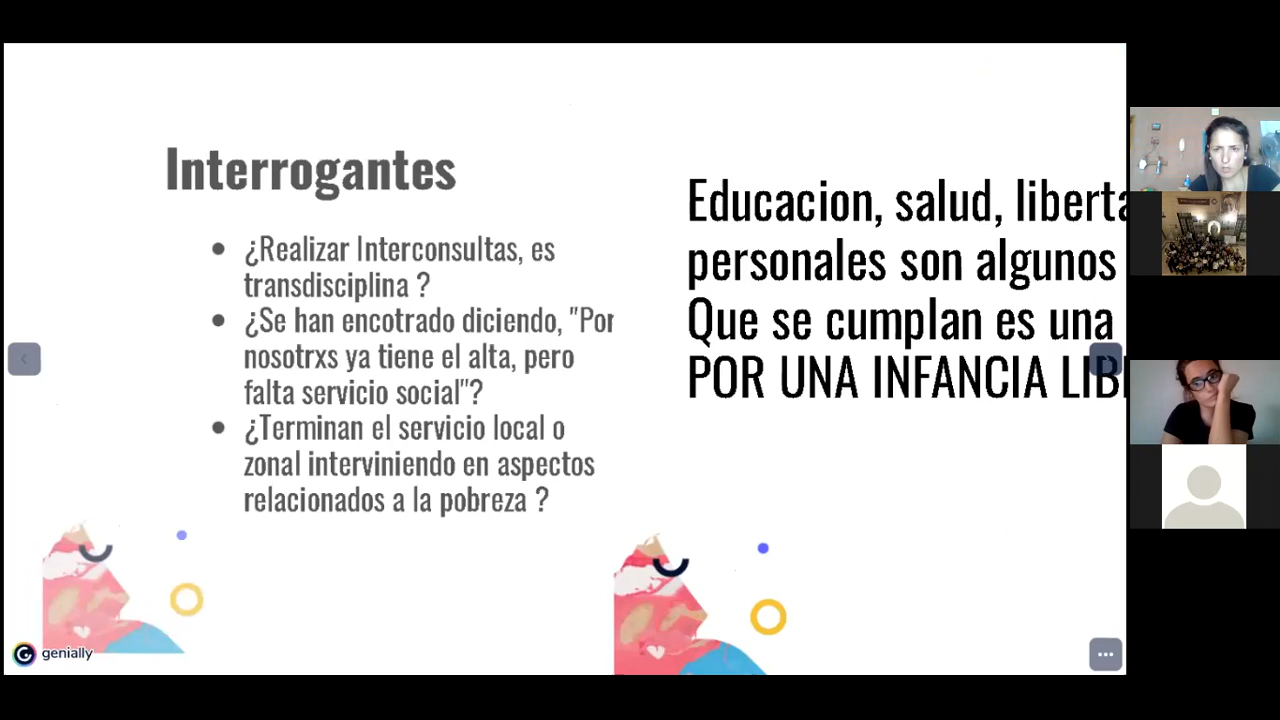 Interrogantes
¿Realizar Interconsultas, es
transdisciplina ?
¿Se han encotrado diciendo, "Por
nosotrxs ya tiene el alta, pero
falta servicio social"?
¿Terminan el servicio local o
zonal interviniendo en aspectos
relacionados a la pobreza ?
Educacion, salud,
personales son algunos
Que se cumplan es una
POR UNA INFANCIA
genially